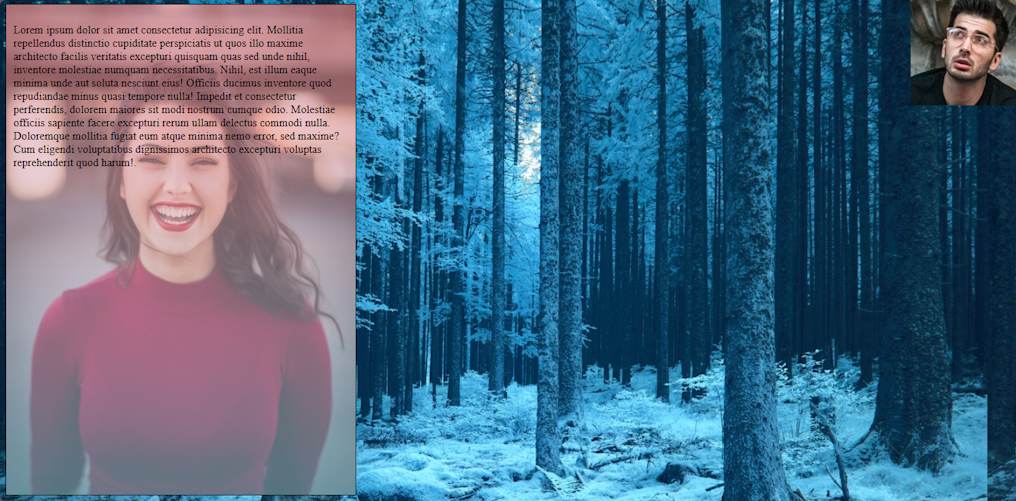 Lorem ipsum dolor sit amet consectetur adipisicing elit. Mollitia
repellendus distinctio cupiditate perspiciatis ut quos illo maxime
architecto facilis veritatis excepturi quisquam quas sed unde nihil,
inventore molestiae numquam necessitatibus. Nihil, est illum eaque
minima unde aut soluta nesciunt eius! Officiis ducimus inventore quod
repudiandae minus quasi tempore nulla! Impedit et consectetur
perferendis, dolorem maiores sit modi nostrum cumque odio. Molestiae
officiis sapiente facere excepturi rerum ullam delectus commodi nulla.
Doloremque mollitia fugiat eum atque minima nemo error, sed maxime?
Cum eligendi voluptatibus dignissimos architecto excepturi voluptas
reprehenderit quod harum!.